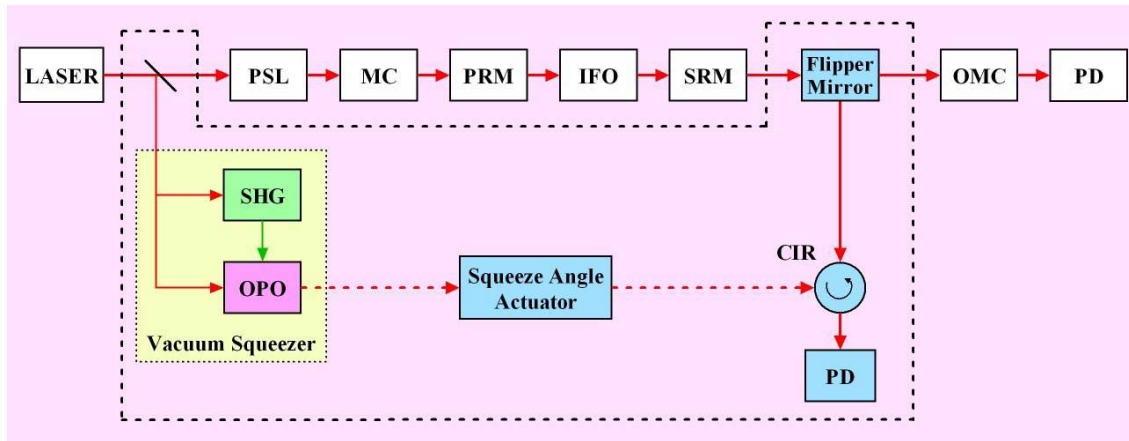 LASER
PSL
MC
PRM
IFO
SRM
Flipper
Mirror
OMC
PD
SHG
OPO
Vacuum Squeezer
Squeeze Angle
Actuator
CIR
PD